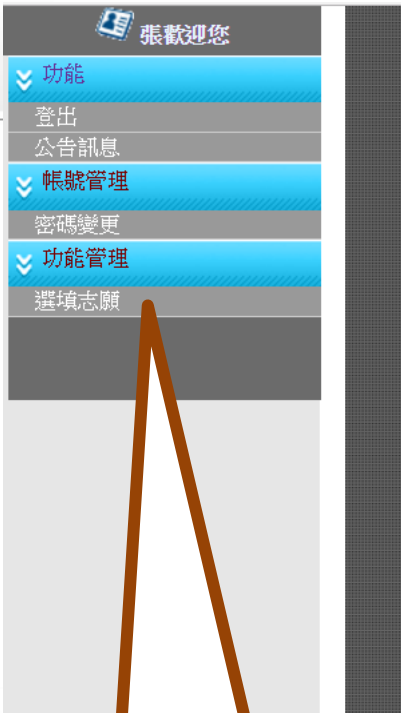 張歡迎您
功能
登出
公告訊息
帳號管理
密碼變更
功能管理
選填志願